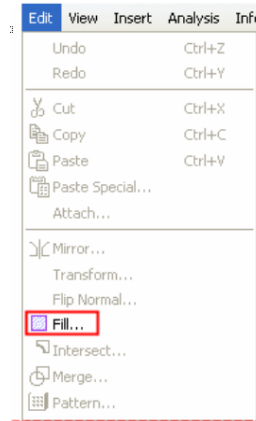 Edit View Insert Analysis Inf
Undo Ctrl+Z
Redo Ctrl+Y
Cut Ctrl+X
Copy Ctrl+C
Paste Ctrl+V
Paste Special...
Attach...
Mirror...
Transform...
Flip Normal...
Fill...
Intersect...
Merge...
Pattern...